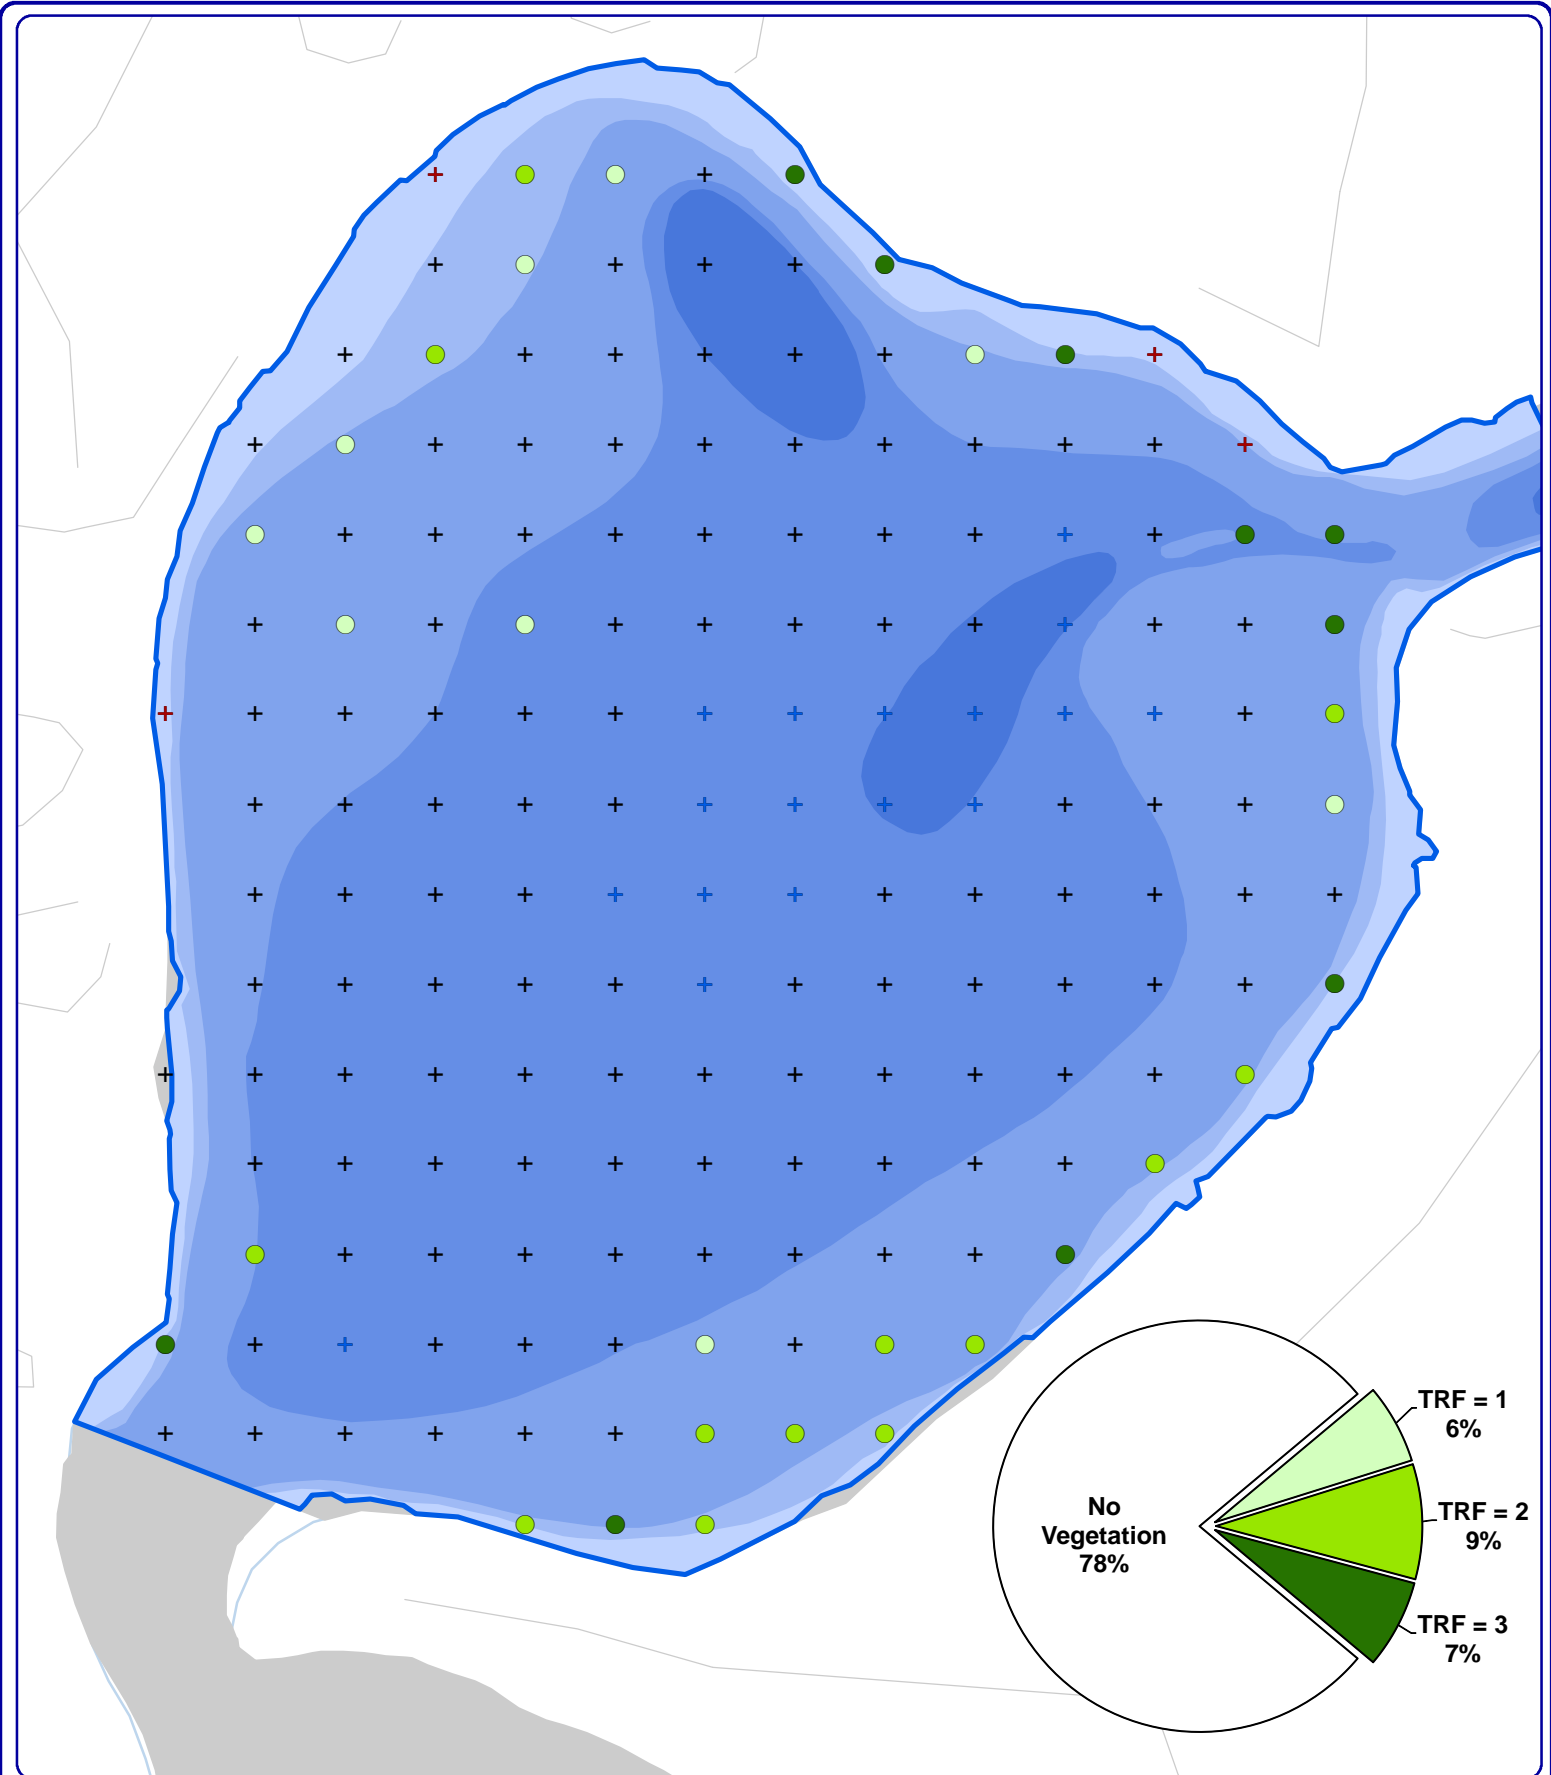 TRF = 1
6%
No
Vegetation
78%
TRF = 2
9%
TRF = 3
7%